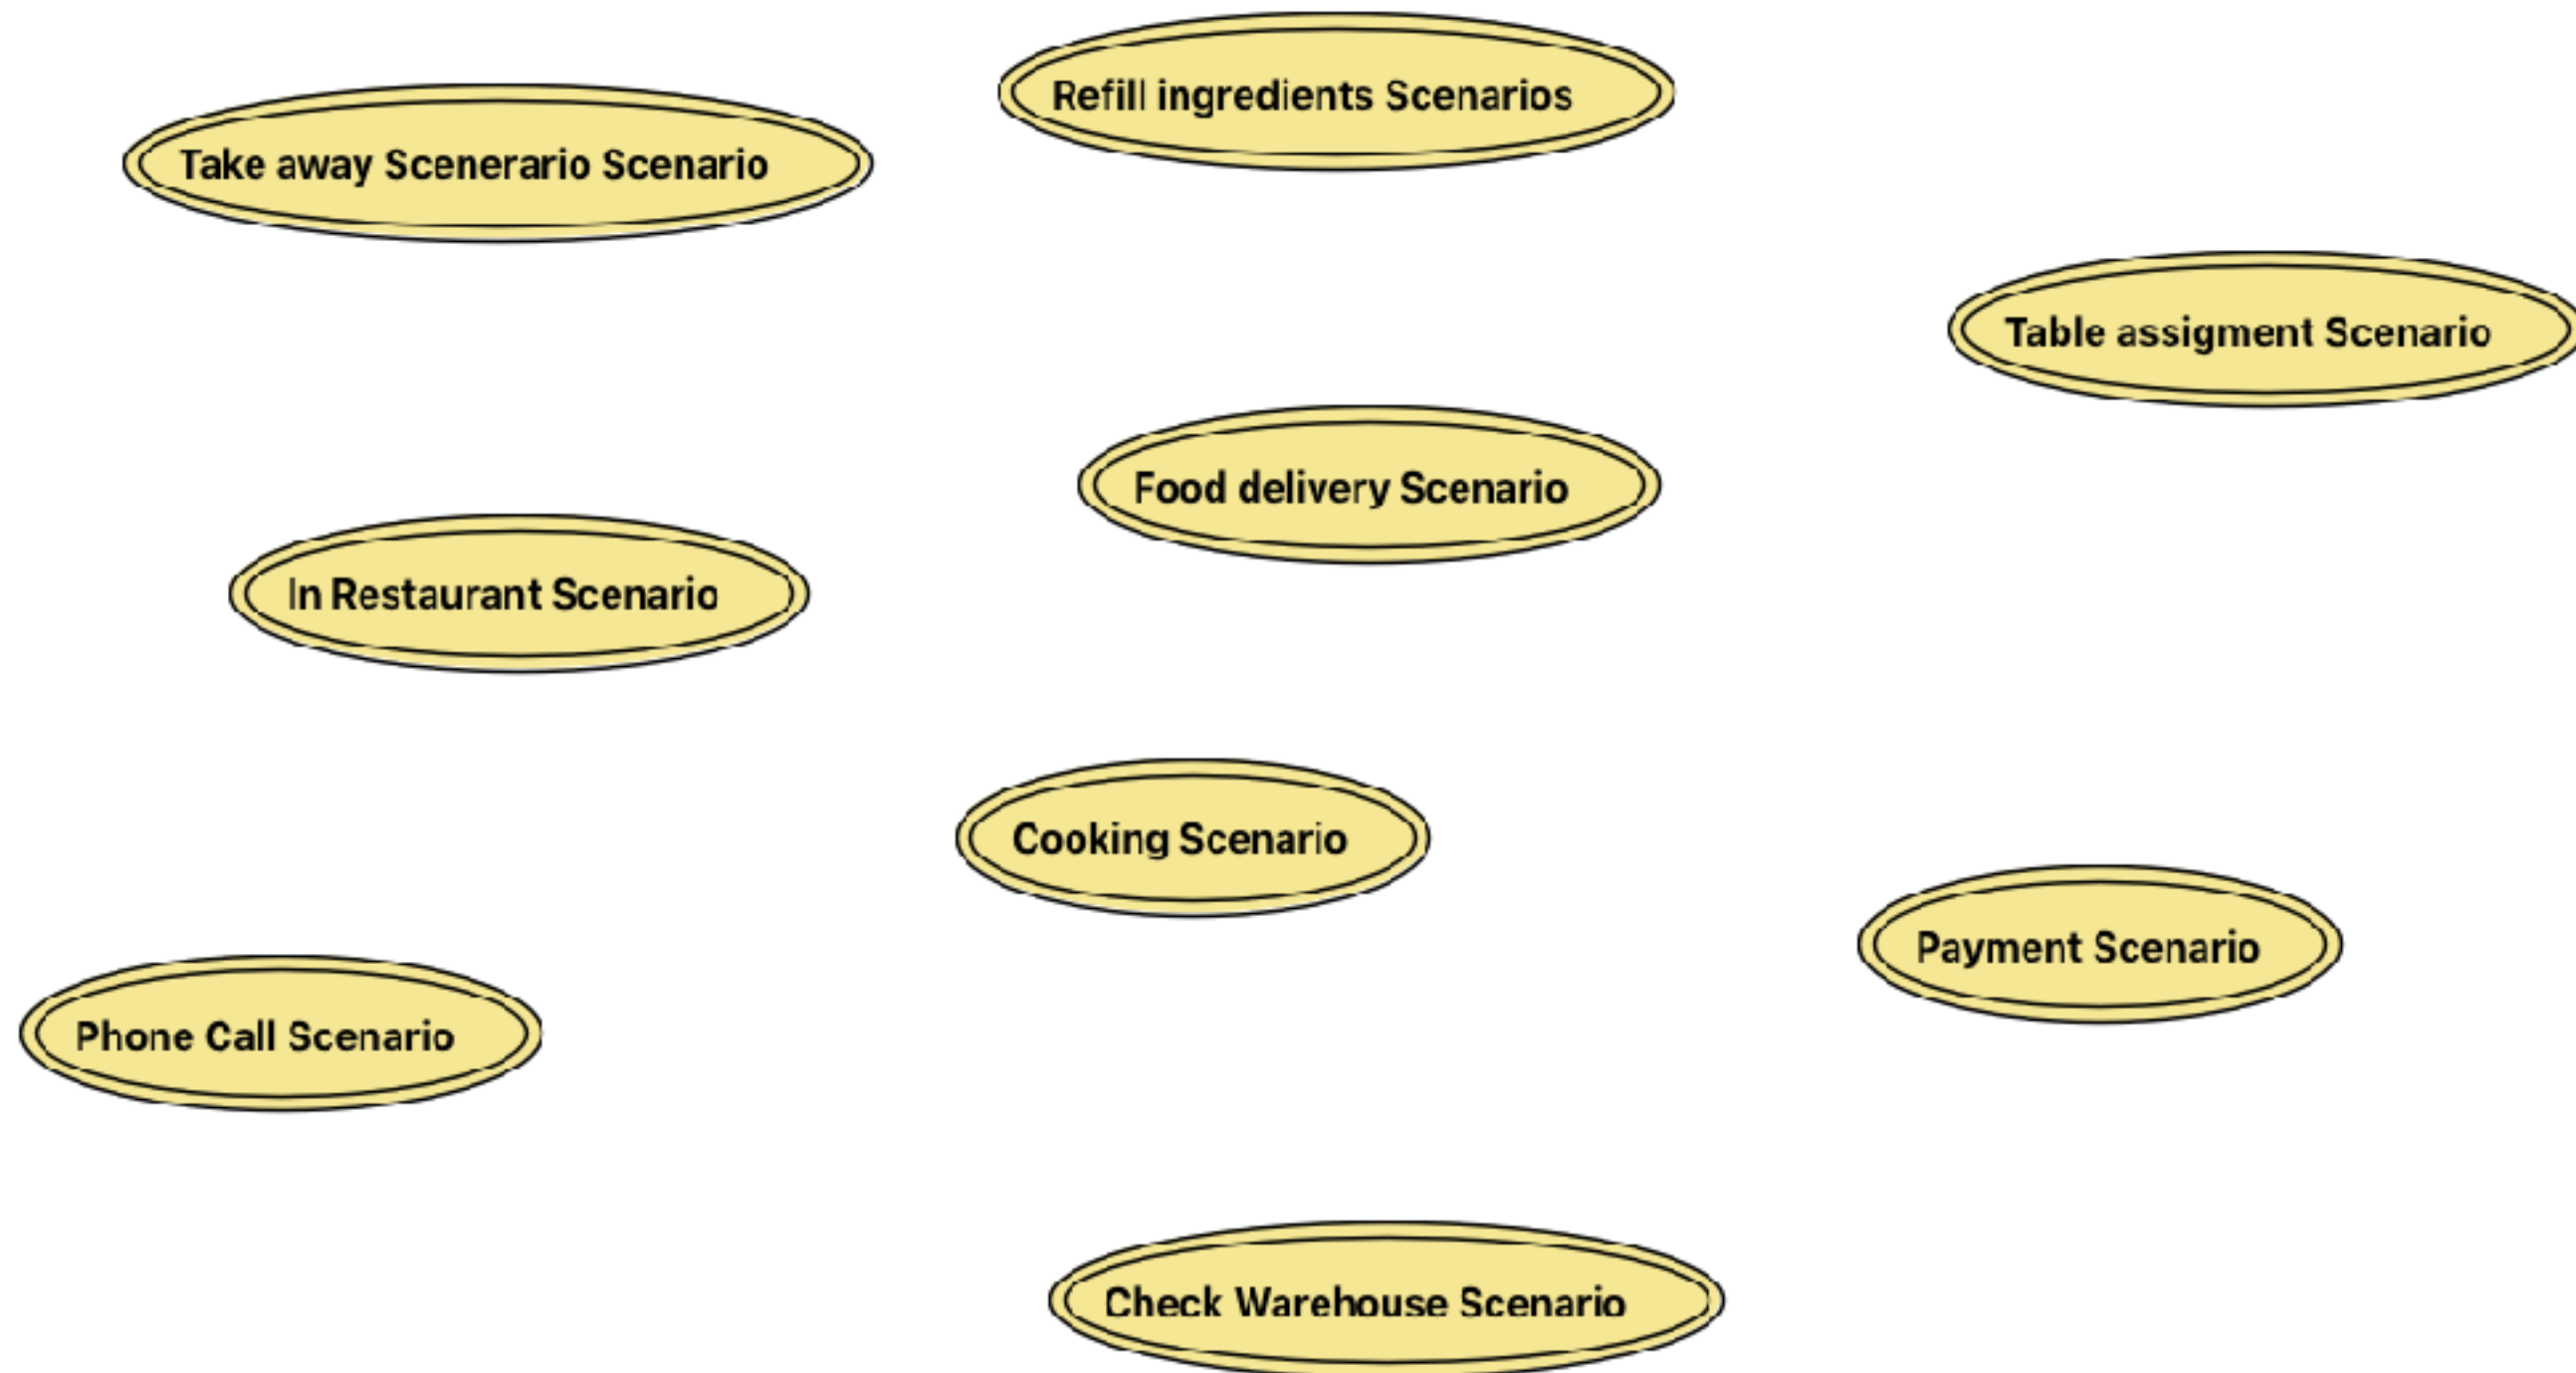 Refill ingredients Scenarios
Take away Scenerario Scenario
Table assigment Scenario
Food delivery Scenario
In Restaurant Scenario
Cooking Scenario
Payment Scenario
Phone Call Scenario
Check Warehouse Scenario